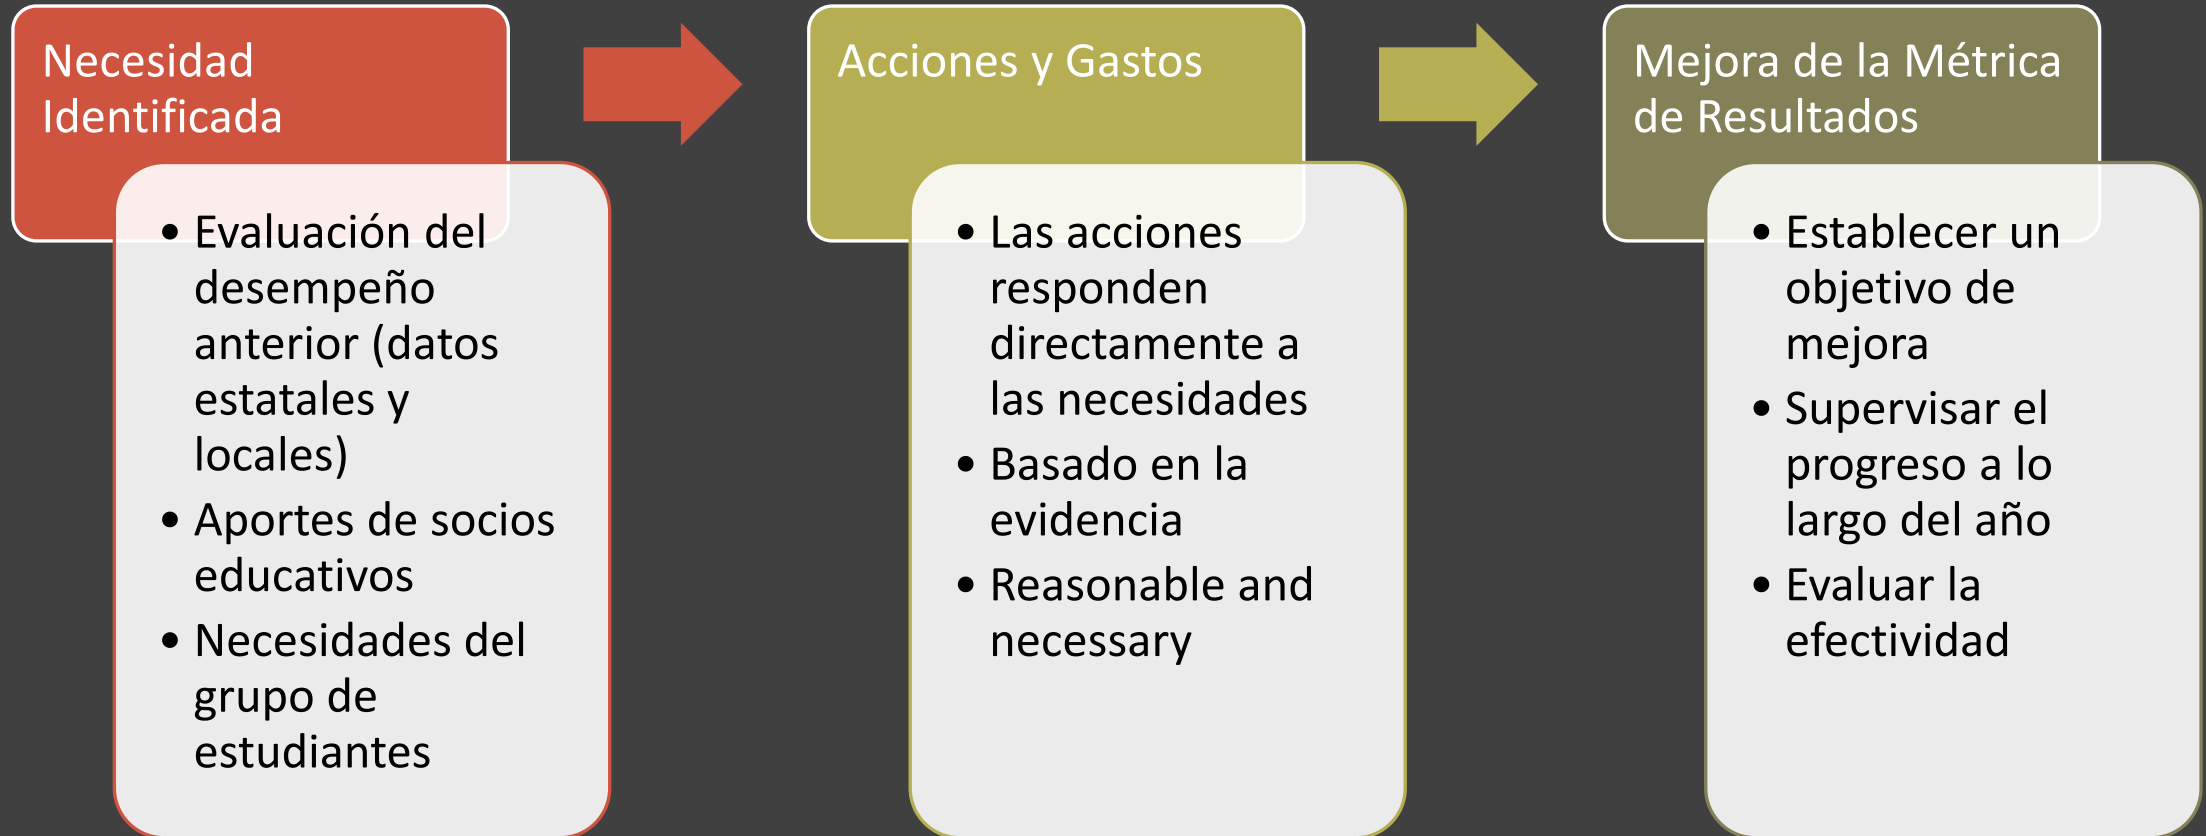 Necesidad
Identificada
• Evaluación del
desempeño
anterior (datos
estatales y
locales)
• Aportes de socios
educativos
• Necesidades del
grupo de
estudiantes
Acciones y Gastos
• Las acciones
responden
directamente a
las necesidades
• Basado en la
evidencia
• Reasonable and
necessary
Mejora de la Métrica
de Resultados
• Establecer un
objetivo de
mejora
• Supervisar el
progreso a lo
largo del año
• Evaluar la
efectividad